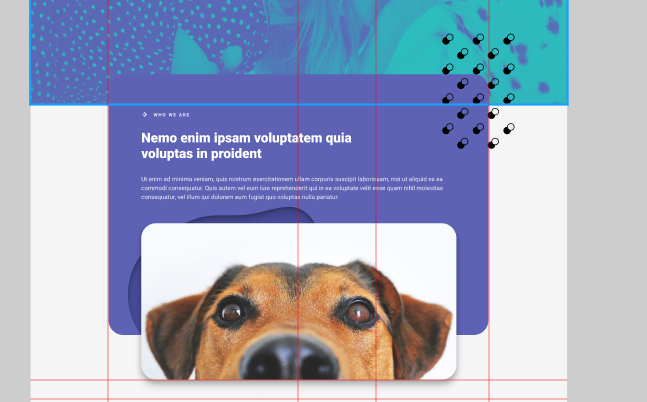 WHO WE ARE
Nemo enim ipsam voluptatem quia
voluptas in proident
Ut enim ad minima veniam, quis nostrum exercitationem ullam corporis suscipit laboriosam, nisi ut aliquid ex ea
commodi consequatur. Quis autem vel eum iure reprehenderit qui in ea voluptate velit esse quam nihil molestiae
consequatur, vel illum qui dolorem eum fugiat quo voluptas nulla pariatur.